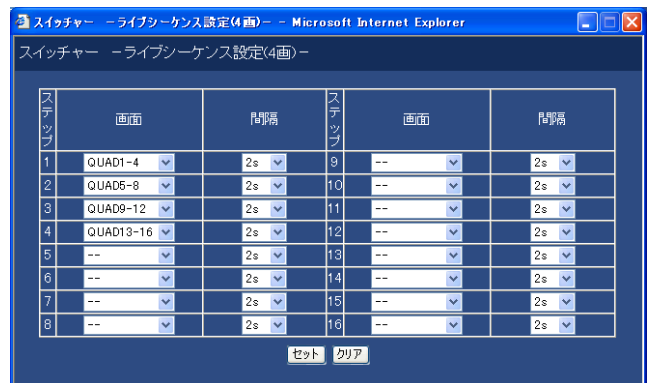 スイッチャー －ライブシーケンス設定(4画)－ － Microsoft Internet Explorer
スイッチャー －ライブシーケンス設定(4画)－
ステップ 画面 間隔 ステップ 画面 間隔
1 QUAD1-4 2s 9 -- 2s
2 QUAD5-8 2s 10 -- 2s
3 QUAD9-12 2s 11 -- 2s
4 QUAD13-16 2s 12 -- 2s
5 -- 2s 13 -- 2s
6 -- 2s 14 -- 2s
7 -- 2s 15 -- 2s
8 -- 2s 16 -- 2s
セット クリア